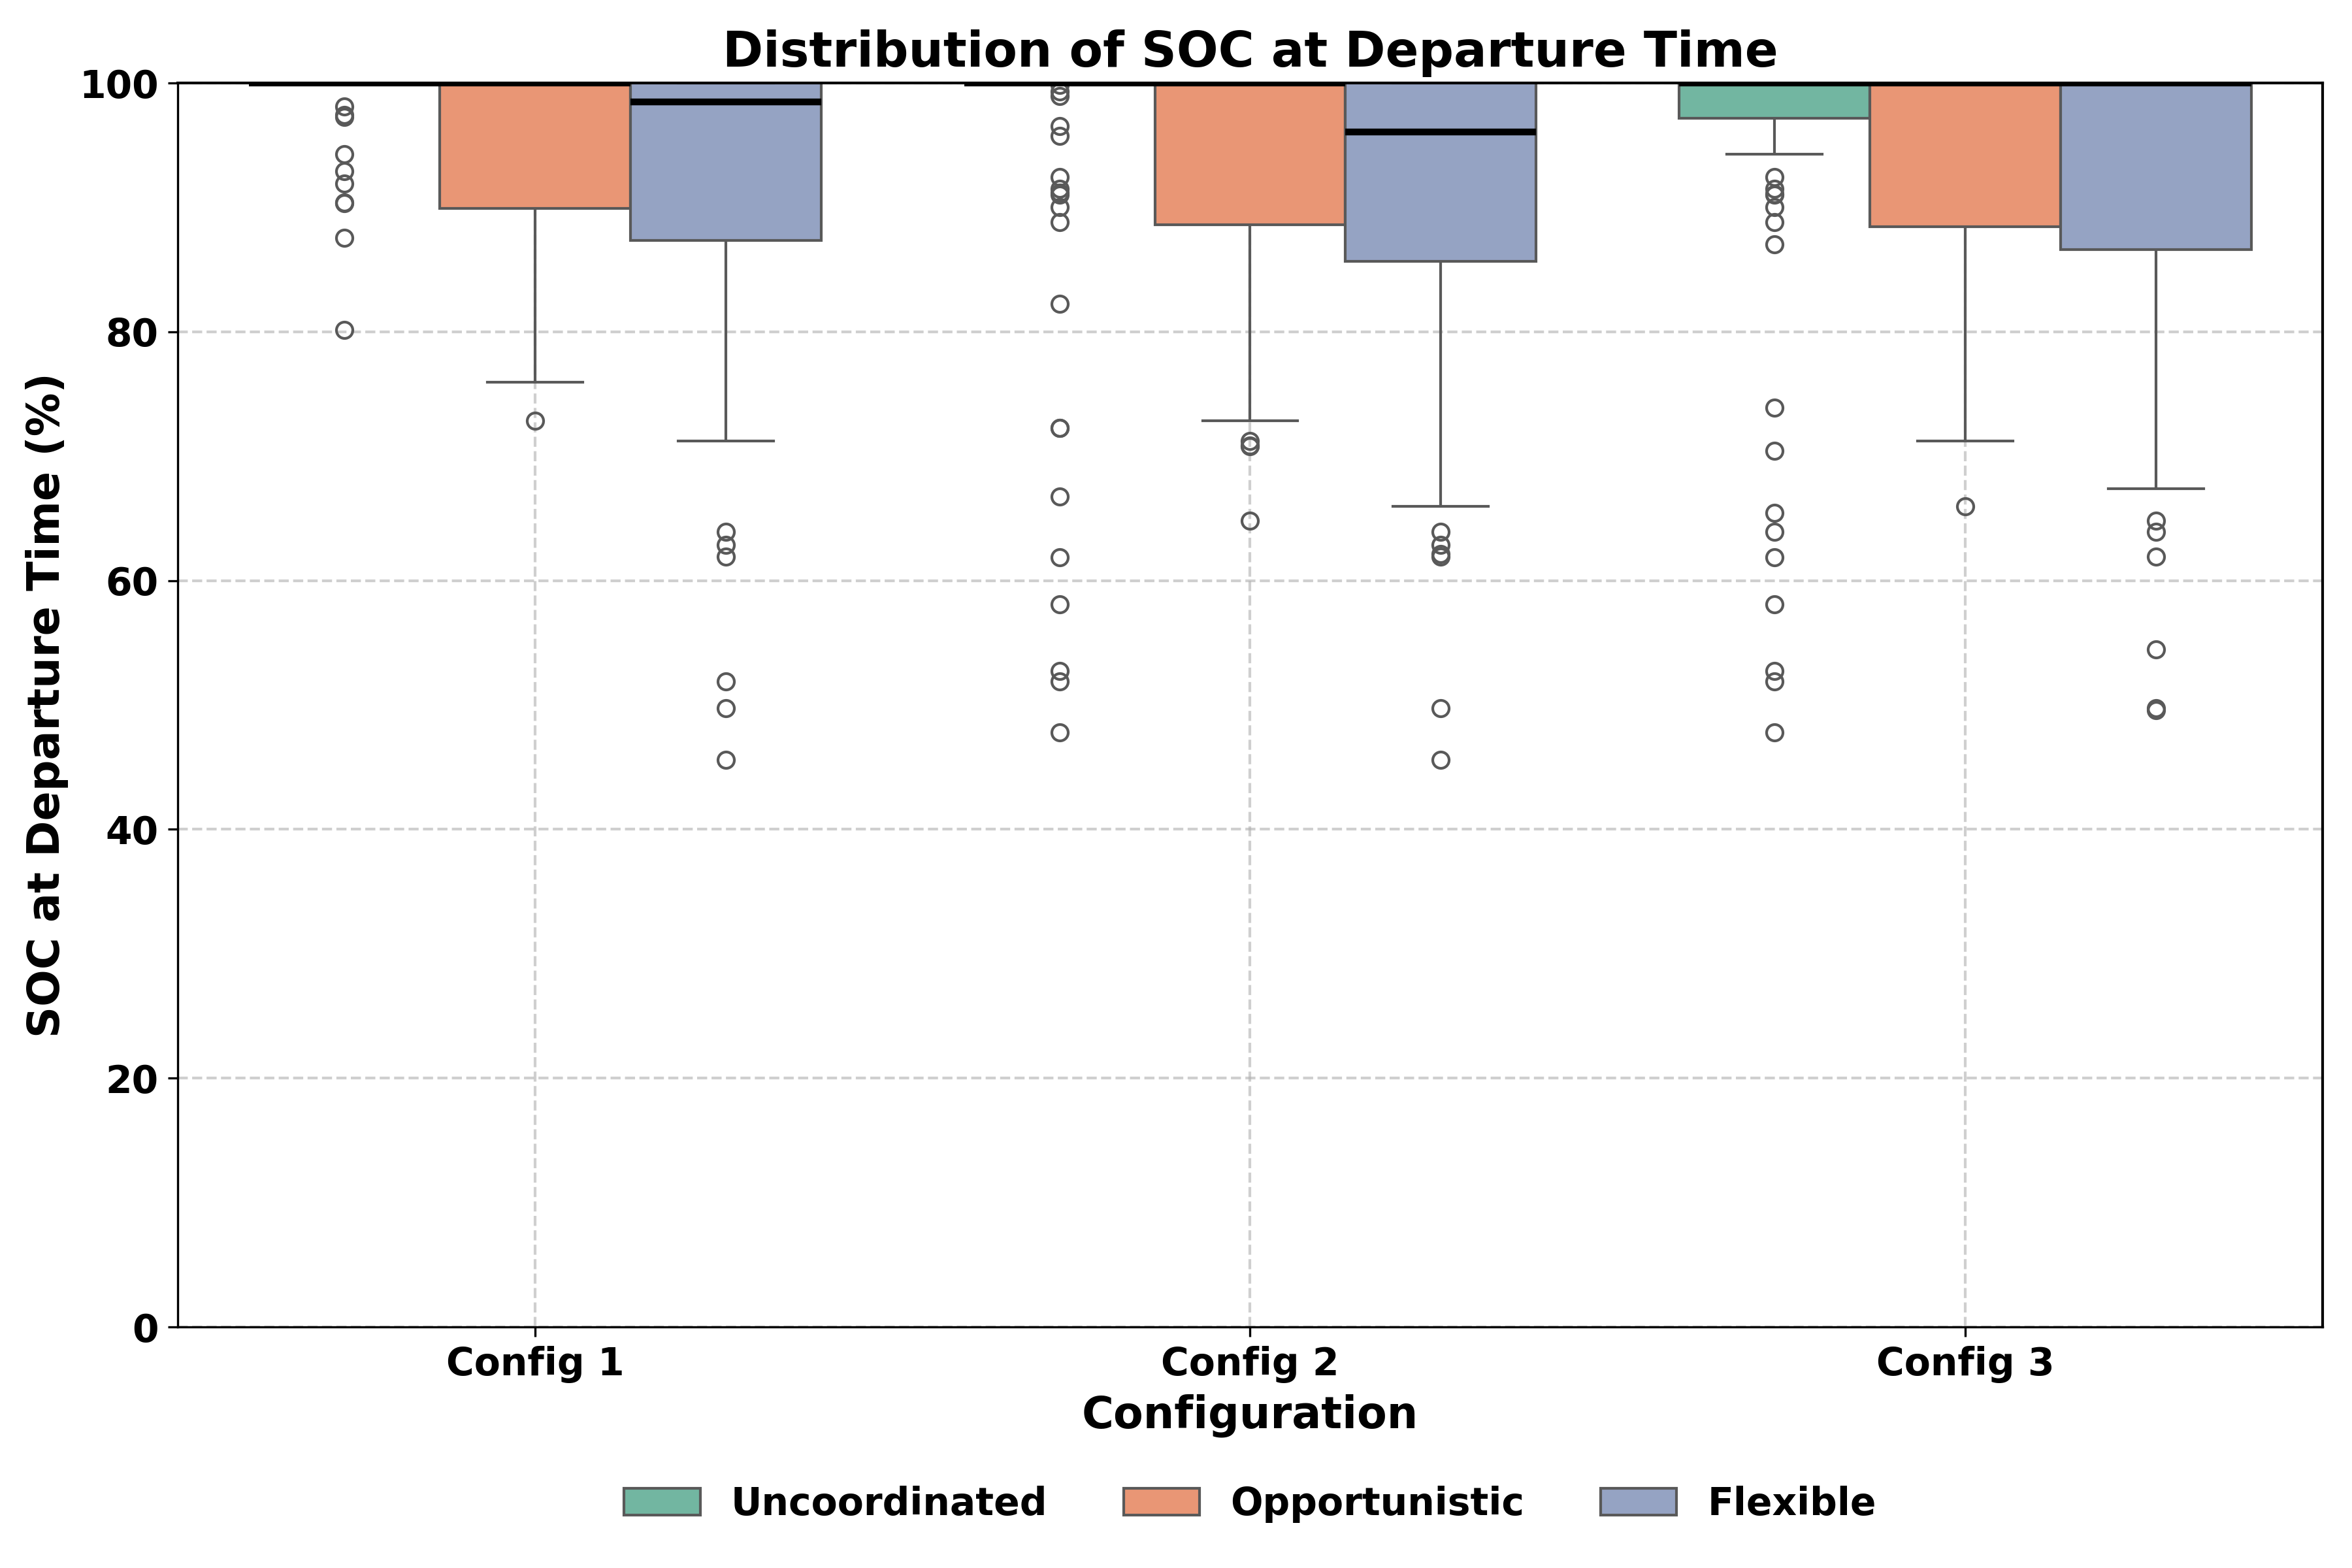 Distribution of SOC at Departure Time
SOC at Departure Time (%)
100
80
60
40
20
0
Config 1 Config 2 Config 3
Configuration
Uncoordinated Opportunistic Flexible